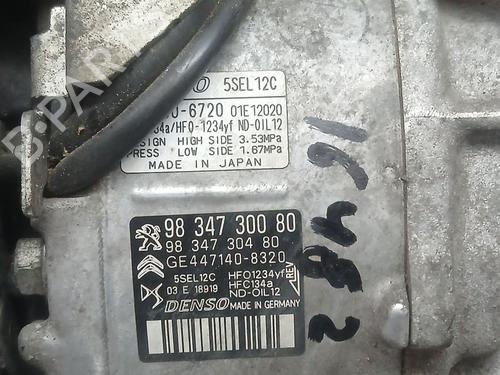 5SEL12C
-6720 01E12020
134a/HFO-1234yf ND-OIL12
SIGN HIGH SIDE 3.53MPa
PRESS LOW SIDE 1.67MPa
MADE IN JAPAN
98 347 300 80
98 347 304 80
GE447140-8320
5SEL12C HFO1234yf
03 E 18919 HFC134a
ND-OIL12
DENSO MADE IN GERMANY
B-PARTS